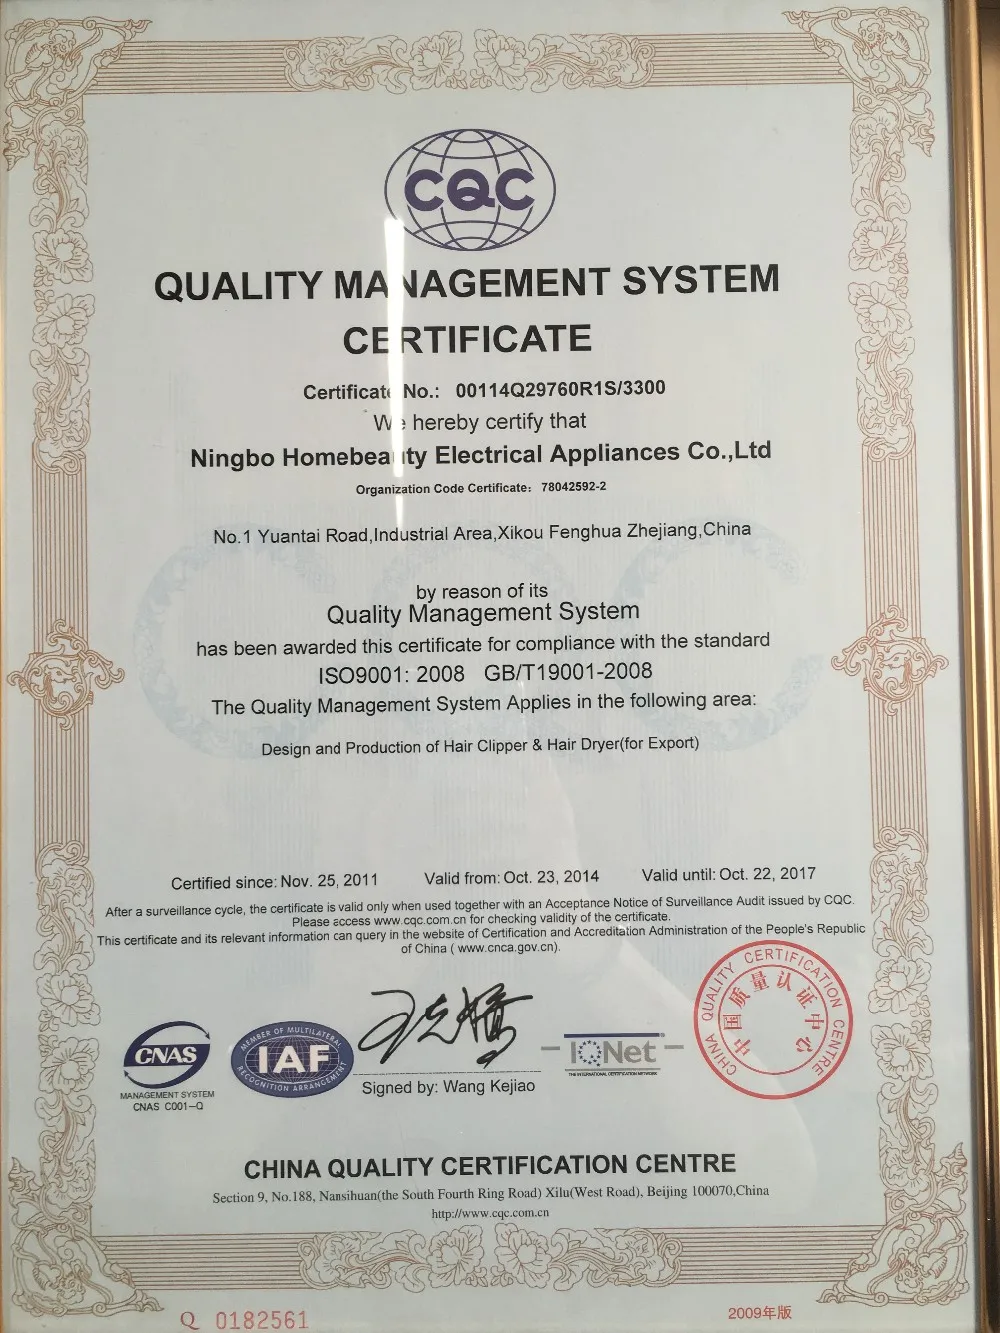 CQC
QUALITY MANAGEMENT SYSTEM
CERTIFICATE
Certificate No.: 00114Q29760R1S/3300
We hereby certify that
Ningbo Homebeauty Electrical Appliances Co.,Ltd
Organization Code Certificate: 78042592-2
No.1 Yuantai Road,Industrial Area,Xikou Fenghua Zhejiang,China
by reason of its
Quality Management System
has been awarded this certificate for compliance with the standard
ISO9001: 2008 GB/T19001-2008
The Quality Management System Applies in the following area:
Design and Production of Hair Clipper & Hair Dryer(for Export)
Certified since: Nov. 25, 2011 Valid from: Oct. 23, 2014 Valid until: Oct. 22, 2017
After a surveillance cycle, the certificate is valid only when used together with an Acceptance Notice of Surveillance Audit issued by CQC.
Please access www.cqc.com.cn for checking validity of the certificate.
This certificate and its relevant information can query in the website of Certification and Accreditation Administration of the People's Republic
of China ( www.cnca.gov.cn).
CNAS
MANAGEMENT SYSTEM
CNAS C001-Q
MEMBER OF MULTILATERAL
IAF
RECOGNITION ARRANGEMENT
Signed by: Wang Kejiao
IQNet
THE INTERNATIONAL CERTIFICATION NETWORK
CHINA QUALITY CERTIFICATION CENTRE
中国质量认证中心
CHINA QUALITY CERTIFICATION CENTRE
Section 9, No.188, Nansihuan(the South Fourth Ring Road) Xilu(West Road), Beijing 100070,China
http://www.cqc.com.cn
Q 0182561
2009年版